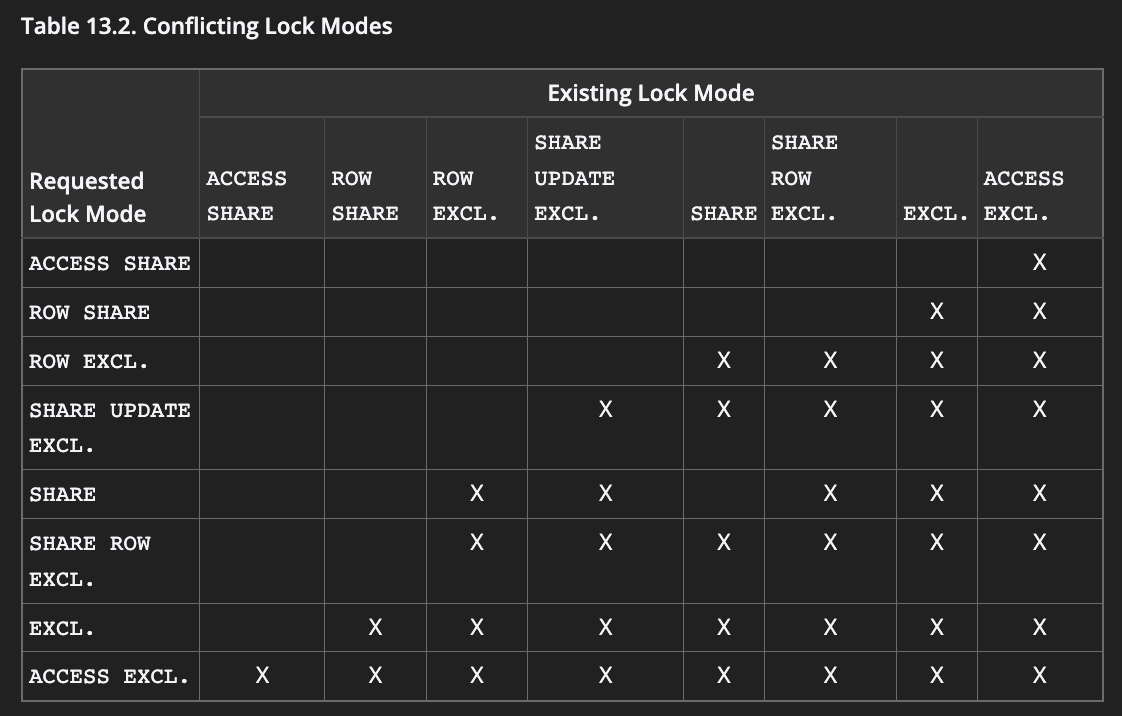 Table 13.2. Conflicting Lock Modes
Requested Lock Mode
Existing Lock Mode
ACCESS SHARE
ROW SHARE
ROW EXCL.
SHARE UPDATE EXCL.
SHARE
SHARE ROW EXCL.
EXCL.
ACCESS EXCL.
ACCESS SHARE X
ROW SHARE X X
ROW EXCL. X X X X
SHARE UPDATE EXCL. X X X X X
SHARE X X X X X
SHARE ROW EXCL. X X X X X X
EXCL. X X X X X X X
ACCESS EXCL. X X X X X X X X